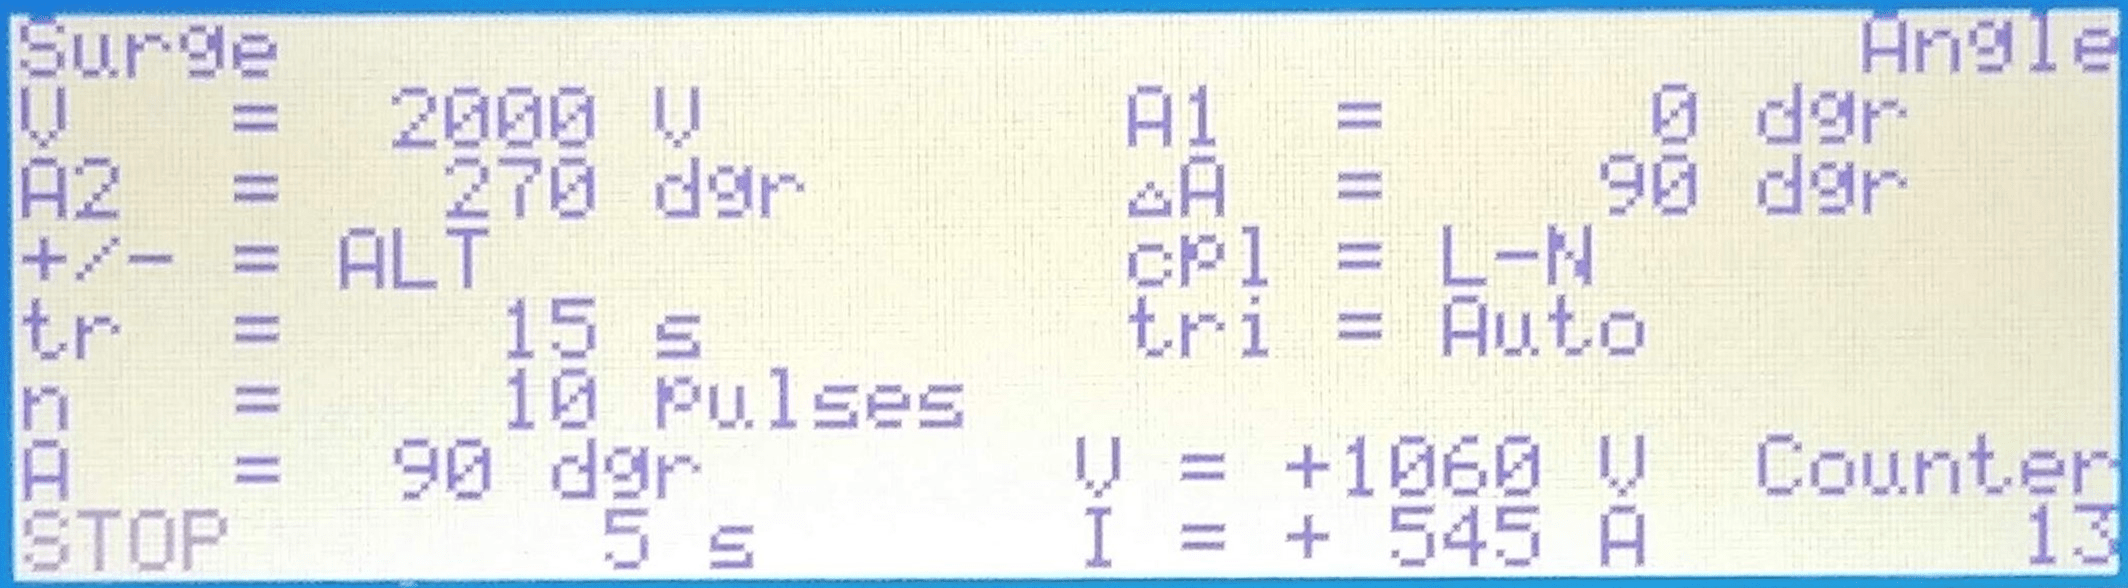 Surge Angle
V = 2000 V A1 = 0 dgr
A2 = 270 dgr △A = 90 dgr
+/- = ALT cpl = L-N
tr = 15 s tri = Auto
n = 10 pulses
A = 90 dgr V = +1060 V Counter
STOP 5 s I = + 545 A 13